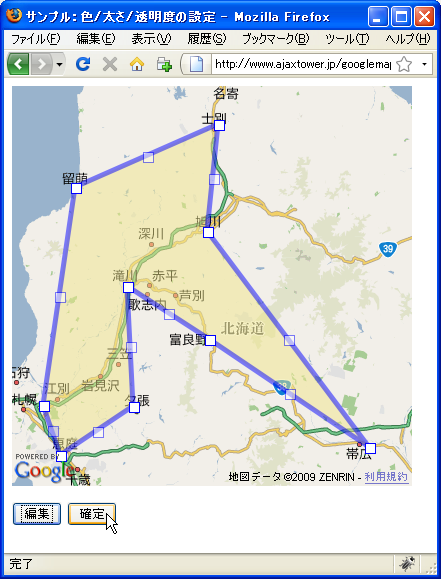 サンプル: 色/太さ/透明度の設定 - Mozilla Firefox
ファイル(F) 編集(E) 表示(V) 履歴(S) ブックマーク(B) ツール(T) ヘルプ(H)
http://www.ajaxtower.jp/googlemap
名寄
士別
留萌
旭川
深川
39
滝川
赤平
歌志内
芦別
北海道
富良野
三笠
石狩
江別
岩見沢
夕張
札幌
38
恵庭
帯広
POWERED BY
Google
千歳
地図データ ©2009 ZENRIN - 利用規約
編集 確定
完了